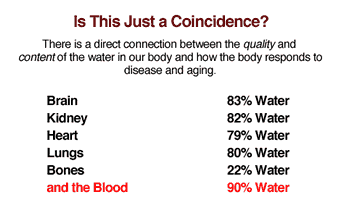 Is This Just a Coincidence?
There is a direct connection between the quality and
content of the water in our body and how the body responds to
disease and aging.
Brain 83% Water
Kidney 82% Water
Heart 79% Water
Lungs 80% Water
Bones 22% Water
and the Blood 90% Water